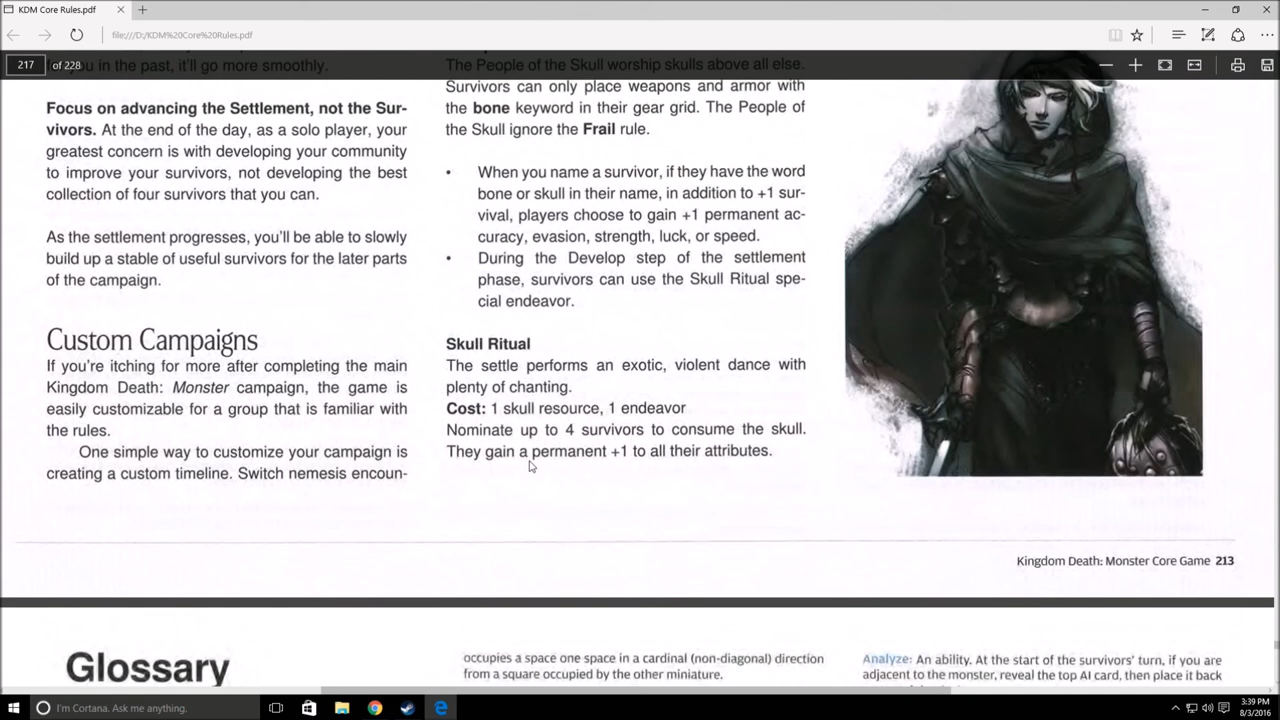 KDM Core Rules.pdf
file:///D:/KDM%20Core%20Rules.pdf
217 of 228
you in the past, it'll go more smoothly.
Focus on advancing the Settlement, not the Sur-
vivors. At the end of the day, as a solo player, your
greatest concern is with developing your community
to improve your survivors, not developing the best
collection of four survivors that you can.
As the settlement progresses, you'll be able to slowly
build up a stable of useful survivors for the later parts
of the campaign.
Custom Campaigns
If you're itching for more after completing the main
Kingdom Death: Monster campaign, the game is
easily customizable for a group that is familiar with
the rules.
One simple way to customize your campaign is
creating a custom timeline. Switch nemesis encoun-
The People of the Skull worship skulls above all else.
Survivors can only place weapons and armor with
the bone keyword in their gear grid. The People of
the Skull ignore the Frail rule.
• When you name a survivor, if they have the word
bone or skull in their name, in addition to +1 sur-
vival, players choose to gain +1 permanent ac-
curacy, evasion, strength, luck, or speed.
• During the Develop step of the settlement
phase, survivors can use the Skull Ritual spe-
cial endeavor.
Skull Ritual
The settle performs an exotic, violent dance with
plenty of chanting.
Cost: 1 skull resource, 1 endeavor
Nominate up to 4 survivors to consume the skull.
They gain a permanent +1 to all their attributes.
Kingdom Death: Monster Core Game 213
Glossary
occupies a space one space in a cardinal (non-diagonal) direction
from a square occupied by the other miniature.
Analyze: An ability. At the start of the survivors' turn, if you are
adjacent to the monster, reveal the top AI card, then place it back
I'm Cortana. Ask me anything.
3:39 PM
8/3/2016